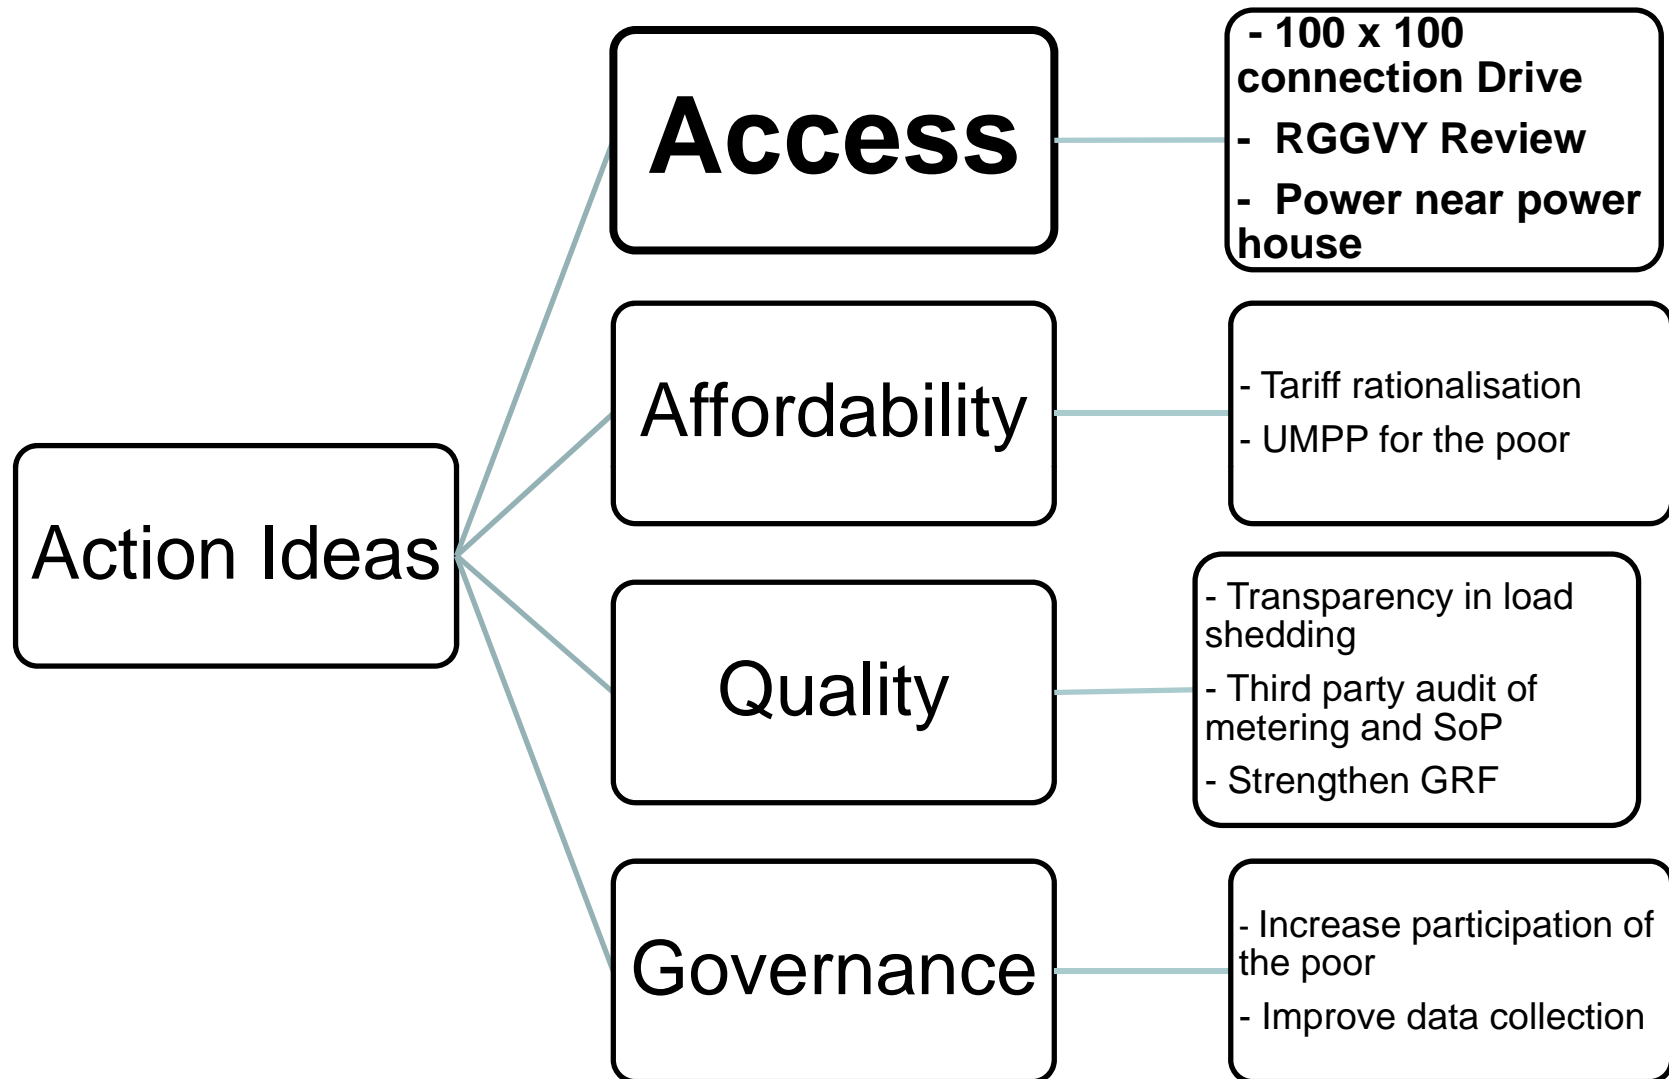 Action Ideas
Access
- 100 x 100
connection Drive
- RGGVY Review
- Power near power
house
Affordability
- Tariff rationalisation
- UMPP for the poor
Quality
- Transparency in load
shedding
- Third party audit of
metering and SoP
- Strengthen GRF
Governance
- Increase participation of
the poor
- Improve data collection